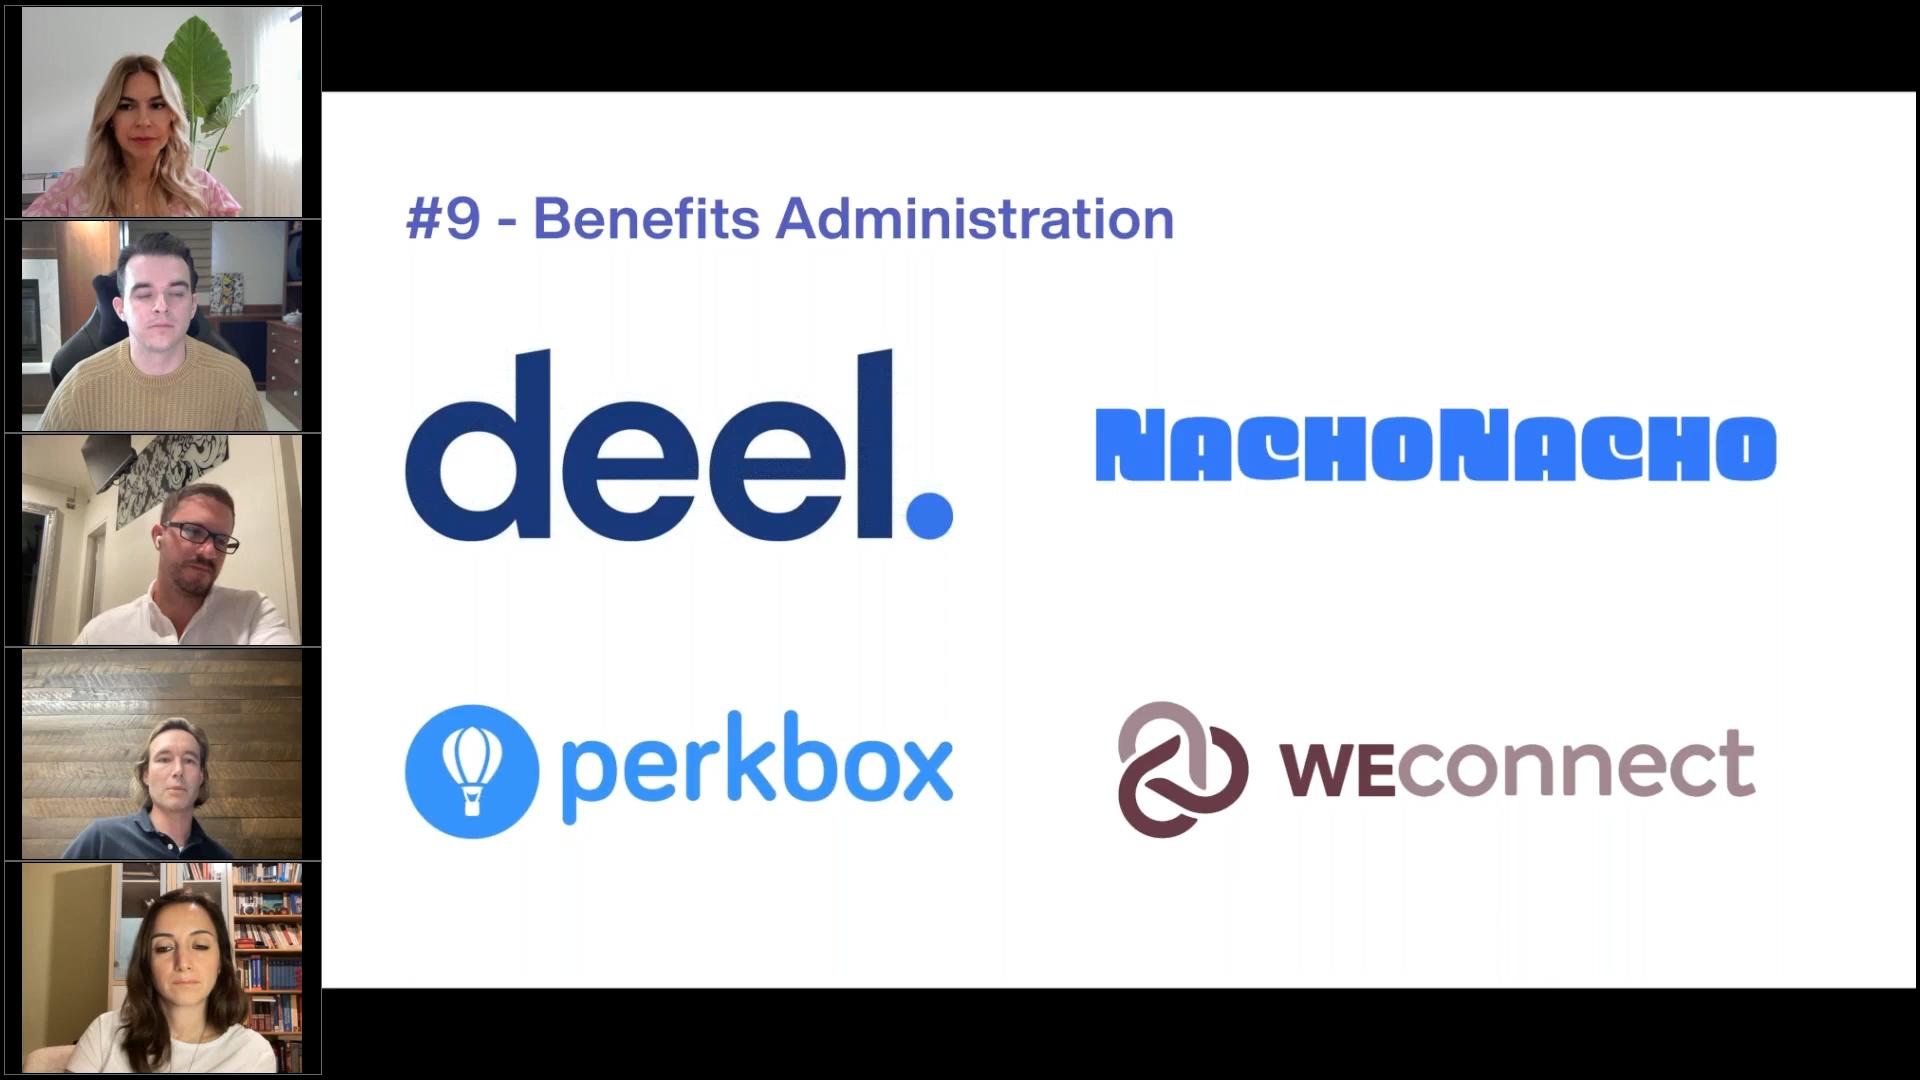 #9 - Benefits Administration
deel.
NACHONACHO
perkbox
WEconnect